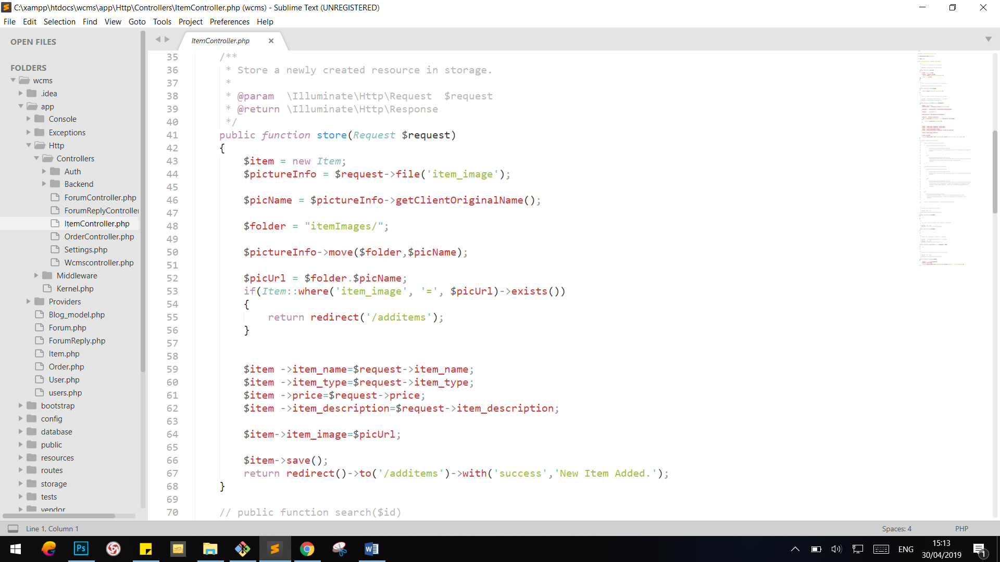 C:\xampp\htdocs\wcms\app\Http\Controllers\ItemController.php (wcms) - Sublime Text (UNREGISTERED)
File Edit Selection Find View Goto Tools Project Preferences Help
OPEN FILES
FOLDERS
wcms
.idea
app
Console
Exceptions
Http
Controllers
Auth
Backend
ForumController.php
ForumReplyController
ItemController.php
OrderController.php
Settings.php
Wcmscontroller.php
Middleware
Kernel.php
Providers
Blog_model.php
Forum.php
ForumReply.php
Item.php
Order.php
User.php
users.php
bootstrap
config
database
public
resources
routes
storage
tests
vendor
ItemController.php
35 /**
36 * Store a newly created resource in storage.
37 *
38 * @param  \Illuminate\Http\Request  $request
39 * @return \Illuminate\Http\Response
40 */
41 public function store(Request $request)
42 {
43 $item = new Item;
44 $pictureInfo = $request->file('item_image');
45
46 $picName = $pictureInfo->getClientOriginalName();
47
48 $folder = "itemImages/";
49
50 $pictureInfo->move($folder,$picName);
51
52 $picUrl = $folder.$picName;
53 if(Item::where('item_image', '=', $picUrl)->exists())
54 {
55 return redirect('/additems');
56 }
57
58
59 $item ->item_name=$request->item_name;
60 $item ->item_type=$request->item_type;
61 $item ->price=$request->price;
62 $item ->item_description=$request->item_description;
63
64 $item->item_image=$picUrl;
65
66 $item->save();
67 return redirect()->to('/additems')->with('success','New Item Added.');
68 }
69
70 // public function search($id)
Line 1, Column 1
Spaces: 4
PHP
Ps
ENG
15:13
30/04/2019
1